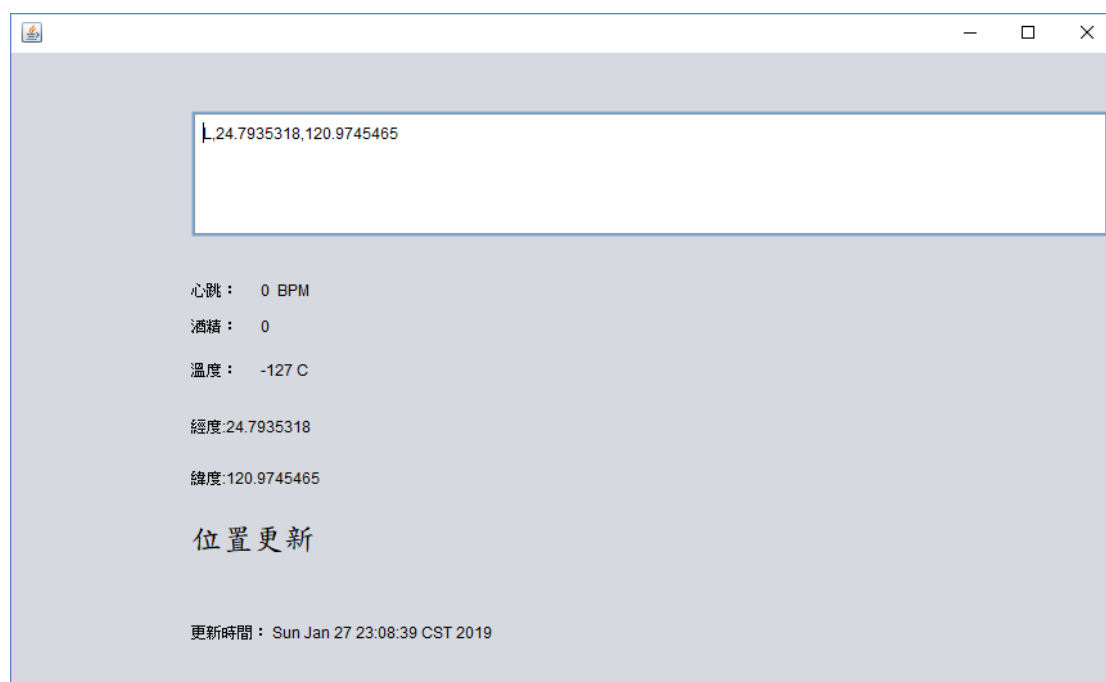 L,24.7935318,120.9745465
心跳： 0 BPM
酒精： 0
溫度： -127 C
經度:24.7935318
緯度:120.9745465
位置更新
更新時間： Sun Jan 27 23:08:39 CST 2019